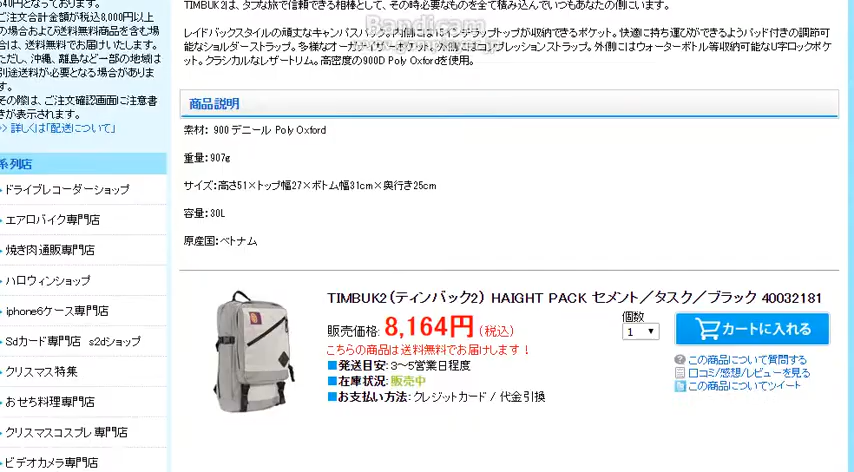 540円となっております。
ご注文合計金額が税込8,000円以上
の場合および送料無料商品を含む場
合は、送料無料でお届けいたします。
ただし、沖縄、離島など一部の地域は
別途送料が必要となる場合がありま
す。
その際は、ご注文確認画面に注意書
きが表示されます。
>> 詳しくは「配送について」
系列店
ドライブレコーダーショップ
エアロバイク専門店
焼き肉通販専門店
ハロウィンショップ
iphone6ケース専門店
Sdカード専門店 s2dショップ
クリスマス特集
おせち料理専門店
クリスマスコスプレ専門店
ビデオカメラ専門店
TIMBUK2は、タフな旅で信頼できる相棒として、その時必要なものを全て積み込んでいつもあなたの側にいます。
Bandicam
レイドバックスタイルの頑丈なキャンパスパック。内側には15インチラップトップが収納できるポケット。快適に持ち運びができるようパッド付きの調節可
能なショルダーストラップ。多様なオーガナイザーポケット。外側にはコンプレッションストラップ。外側にはウォーターボトル等収納可能なU字ロックポケ
ット。クラシカルなレザートリム。高密度の900D Poly Oxfordを使用。
商品説明
素材: 900 デニール Poly Oxford
重量：907g
サイズ：高さ51×トップ幅27×ボトム幅31cm×奥行き25cm
容量：30L
原産国：ベトナム
TIMBUK2（ティンバック2） HAIGHT PACK セメント／タスク／ブラック 40032181
販売価格: 8,164円（税込）
こちらの商品は送料無料でお届けします！
■発送目安：3～5営業日程度
■在庫状況：販売中
■お支払い方法：クレジットカード / 代金引換
個数
1
カートに入れる
この商品について質問する
口コミ/感想/レビューを見る
この商品についてツイート